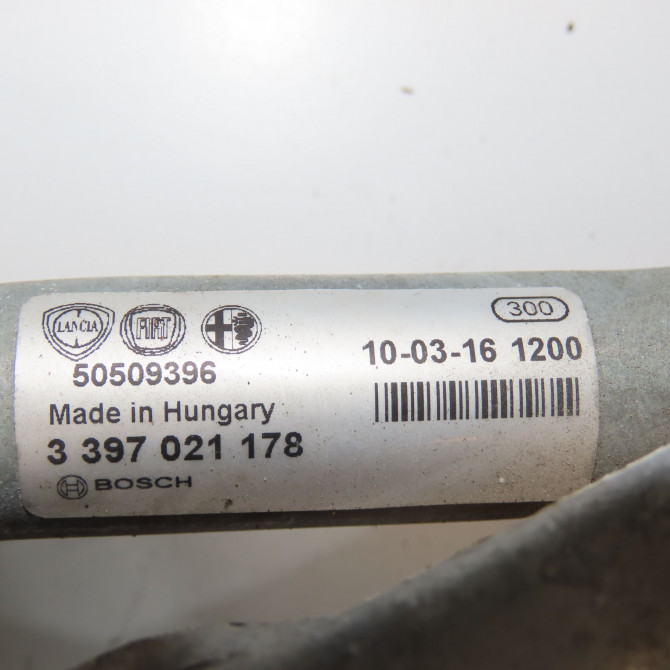 LANCIA FIAT
50509396
Made in Hungary
3 397 021 178
BOSCH
300
10-03-16 1200